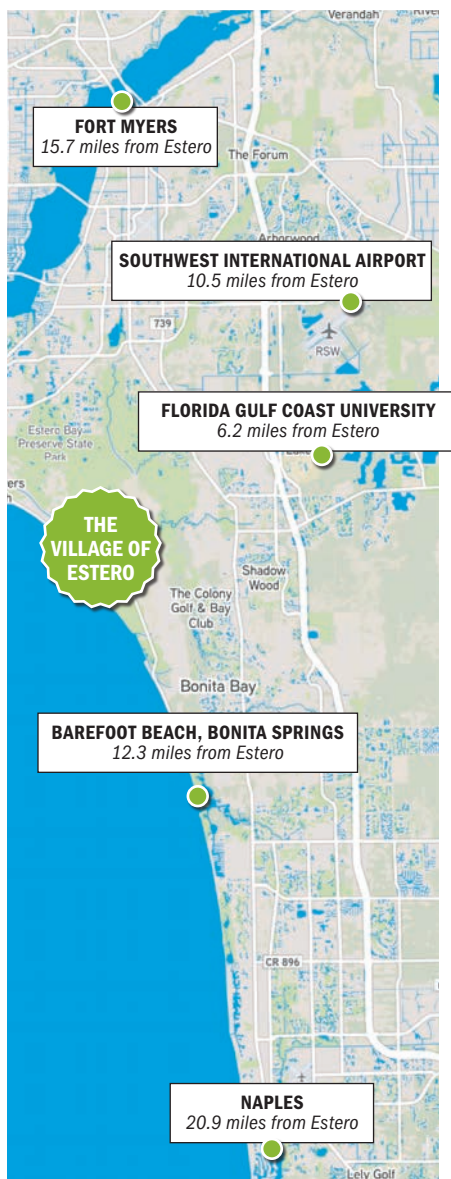 Verandah
FORT MYERS
15.7 miles from Estero
The Forum
SOUTHWEST INTERNATIONAL AIRPORT
10.5 miles from Estero
739
RSW
FLORIDA GULF COAST UNIVERSITY
6.2 miles from Estero
Estero Bay
Preserve State
Park
THE
VILLAGE OF
ESTERO
Shadow
Wood
The Colony
Golf & Bay
Club
Bonita Bay
BAREFOOT BEACH, BONITA SPRINGS
12.3 miles from Estero
CR 896
NAPLES
20.9 miles from Estero
Lely Golf